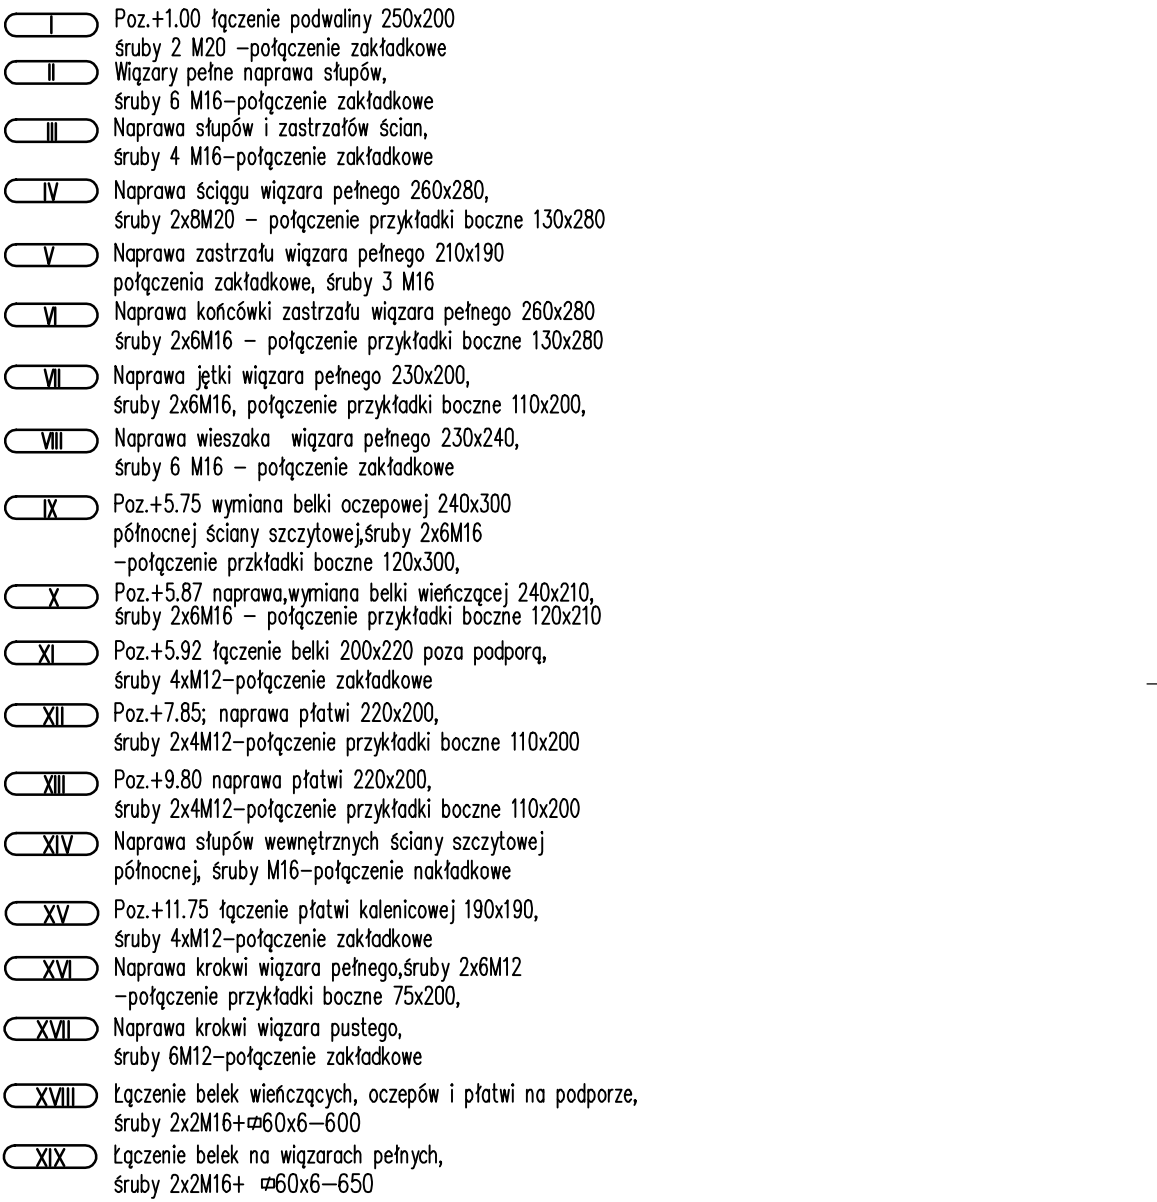 I Poz.+1.00 łączenie podwaliny 250x200
śruby 2 M20 –połączenie zakładkowe
II Wiązary pełne naprawa słupów,
śruby 6 M16–połączenie zakładkowe
III Naprawa słupów i zastrzałów ścian,
śruby 4 M16–połączenie zakładkowe
IV Naprawa ściągu wiązara pełnego 260x280,
śruby 2x8M20 – połączenie przykładki boczne 130x280
V Naprawa zastrzału wiązara pełnego 210x190
połączenia zakładkowe, śruby 3 M16
VI Naprawa końcówki zastrzału wiązara pełnego 260x280
śruby 2x6M16 – połączenie przykładki boczne 130x280
VII Naprawa jętki wiązara pełnego 230x200,
śruby 2x6M16, połączenie przykładki boczne 110x200,
VIII Naprawa wieszaka wiązara pełnego 230x240,
śruby 6 M16 – połączenie zakładkowe
IX Poz.+5.75 wymiana belki oczepowej 240x300
północnej ściany szczytowej,śruby 2x6M16
–połączenie przkładki boczne 120x300,
X Poz.+5.87 naprawa,wymiana belki wieńczącej 240x210,
śruby 2x6M16 – połączenie przykładki boczne 120x210
XI Poz.+5.92 łączenie belki 200x220 poza podporą,
śruby 4xM12–połączenie zakładkowe
XII Poz.+7.85; naprawa płatwi 220x200,
śruby 2x4M12–połączenie przykładki boczne 110x200
XIII Poz.+9.80 naprawa płatwi 220x200,
śruby 2x4M12–połączenie przykładki boczne 110x200
XIV Naprawa słupów wewnętrznych ściany szczytowej
północnej, śruby M16–połączenie nakładkowe
XV Poz.+11.75 łączenie płatwi kalenicowej 190x190,
śruby 4xM12–połączenie zakładkowe
XVI Naprawa krokwi wiązara pełnego,śruby 2x6M12
–połączenie przykładki boczne 75x200,
XVII Naprawa krokwi wiązara pustego,
śruby 6M12–połączenie zakładkowe
XVIII Łączenie belek wieńczących, oczepów i płatwi na podporze,
śruby 2x2M16+⏥60x6–600
XIX Łączenie belek na wiązarach pełnych,
śruby 2x2M16+ ⏥60x6–650